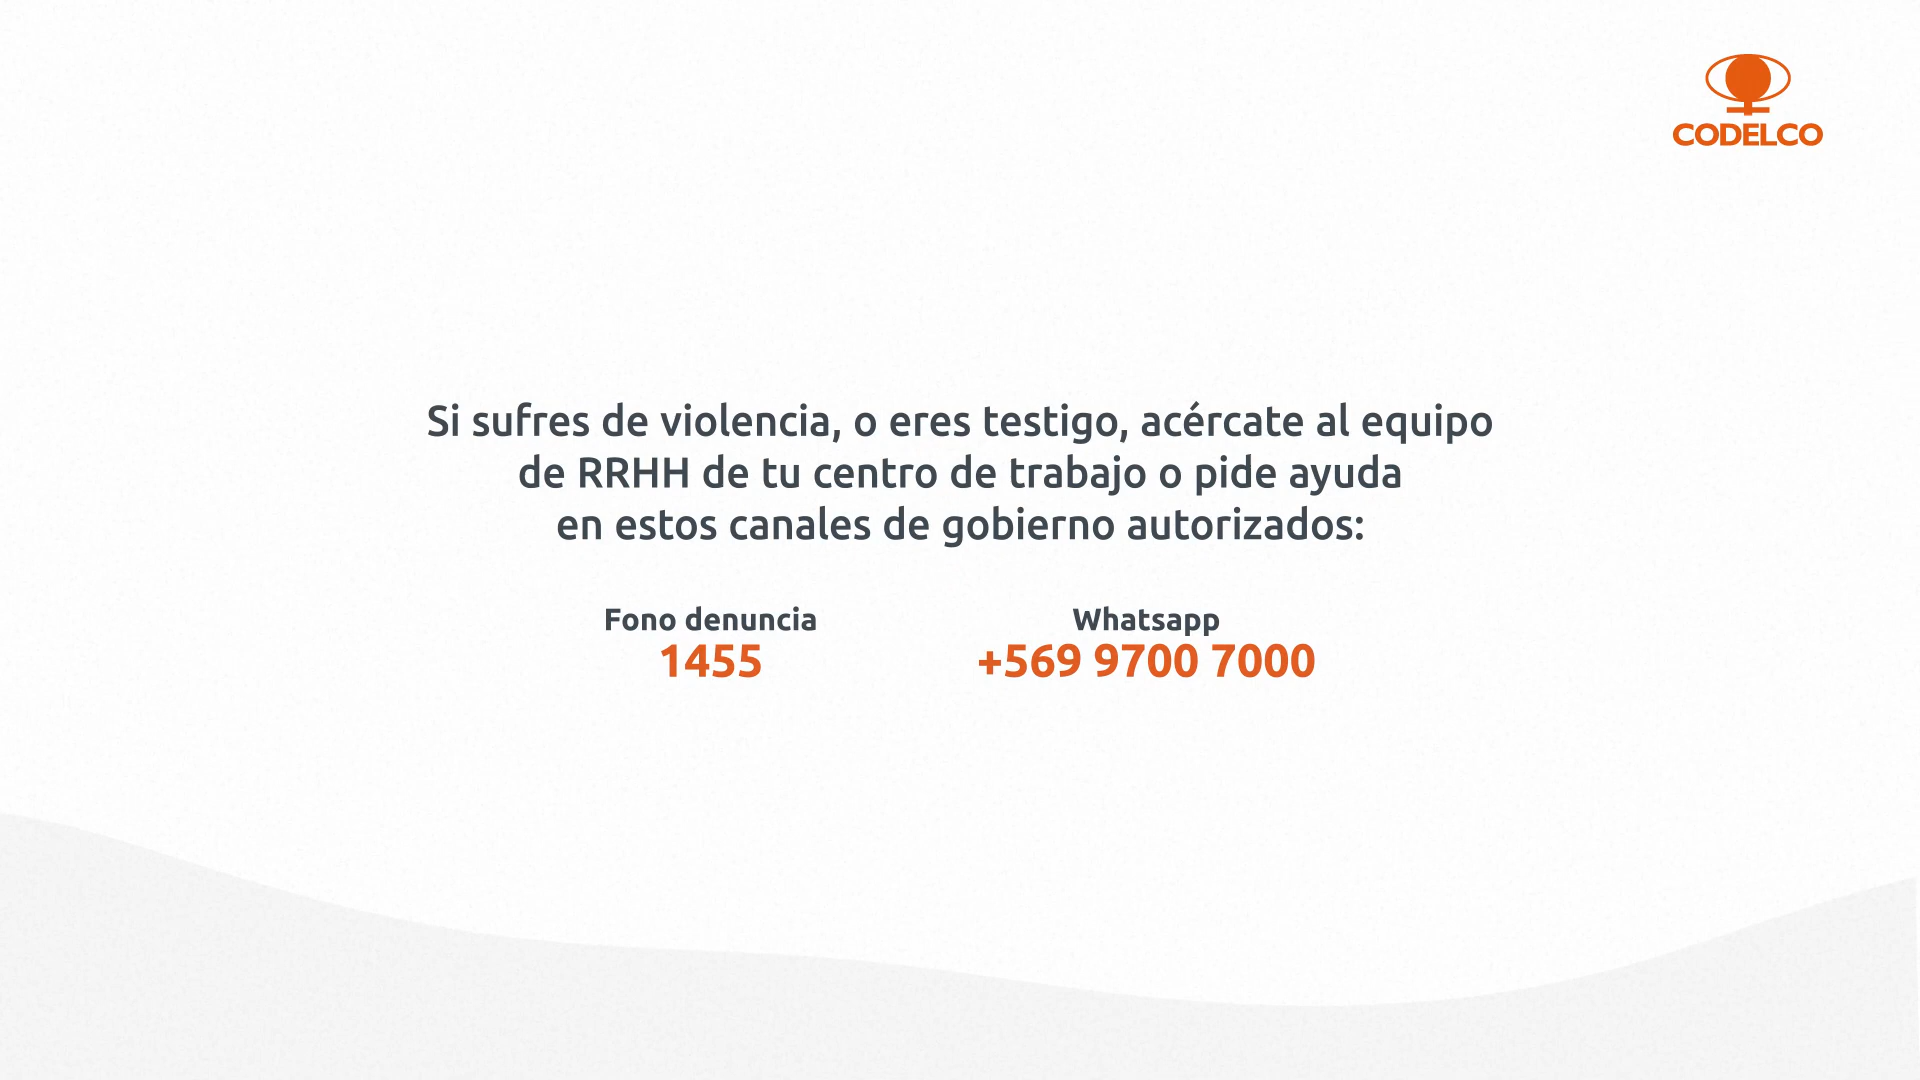 CODELCO
Si sufres de violencia, o eres testigo, acércate al equipo
de RRHH de tu centro de trabajo o pide ayuda
en estos canales de gobierno autorizados:
Fono denuncia
1455
Whatsapp
+569 9700 7000